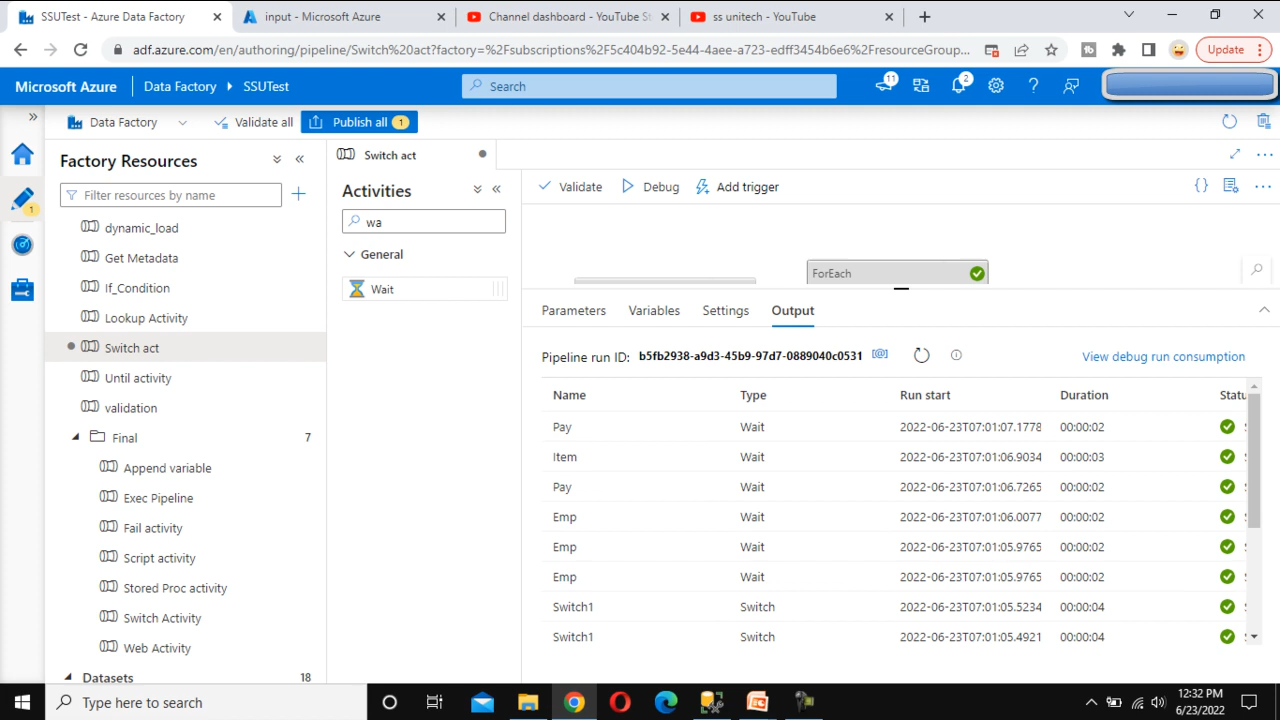 SSUTest - Azure Data Factory
input - Microsoft Azure
Channel dashboard - YouTube St
ss unitech - YouTube
adf.azure.com/en/authoring/pipeline/Switch%20act?factory=%2Fsubscriptions%2F5c404b92-5e44-4aee-a723-edff3454b6e6%2FresourceGroup...
Update
Microsoft Azure
Data Factory
SSUTest
Search
11
2
Data Factory
Validate all
Publish all
1
Factory Resources
Filter resources by name
dynamic_load
Get Metadata
If_Condition
Lookup Activity
Switch act
Until activity
validation
Final
7
Append variable
Exec Pipeline
Fail activity
Script activity
Stored Proc activity
Switch Activity
Web Activity
Datasets
18
1
Switch act
Activities
wa
General
Wait
Validate
Debug
Add trigger
ForEach
Parameters
Variables
Settings
Output
Pipeline run ID: b5fb2938-a9d3-45b9-97d7-0889040c0531
View debug run consumption
Name Type Run start Duration Statu
Pay Wait 2022-06-23T07:01:07.1778 00:00:02
Item Wait 2022-06-23T07:01:06.9034 00:00:03
Pay Wait 2022-06-23T07:01:06.7265 00:00:02
Emp Wait 2022-06-23T07:01:06.0077 00:00:02
Emp Wait 2022-06-23T07:01:05.9765 00:00:02
Emp Wait 2022-06-23T07:01:05.9765 00:00:02
Switch1 Switch 2022-06-23T07:01:05.5234 00:00:04
Switch1 Switch 2022-06-23T07:01:05.4921 00:00:04
Type here to search
12:32 PM
6/23/2022